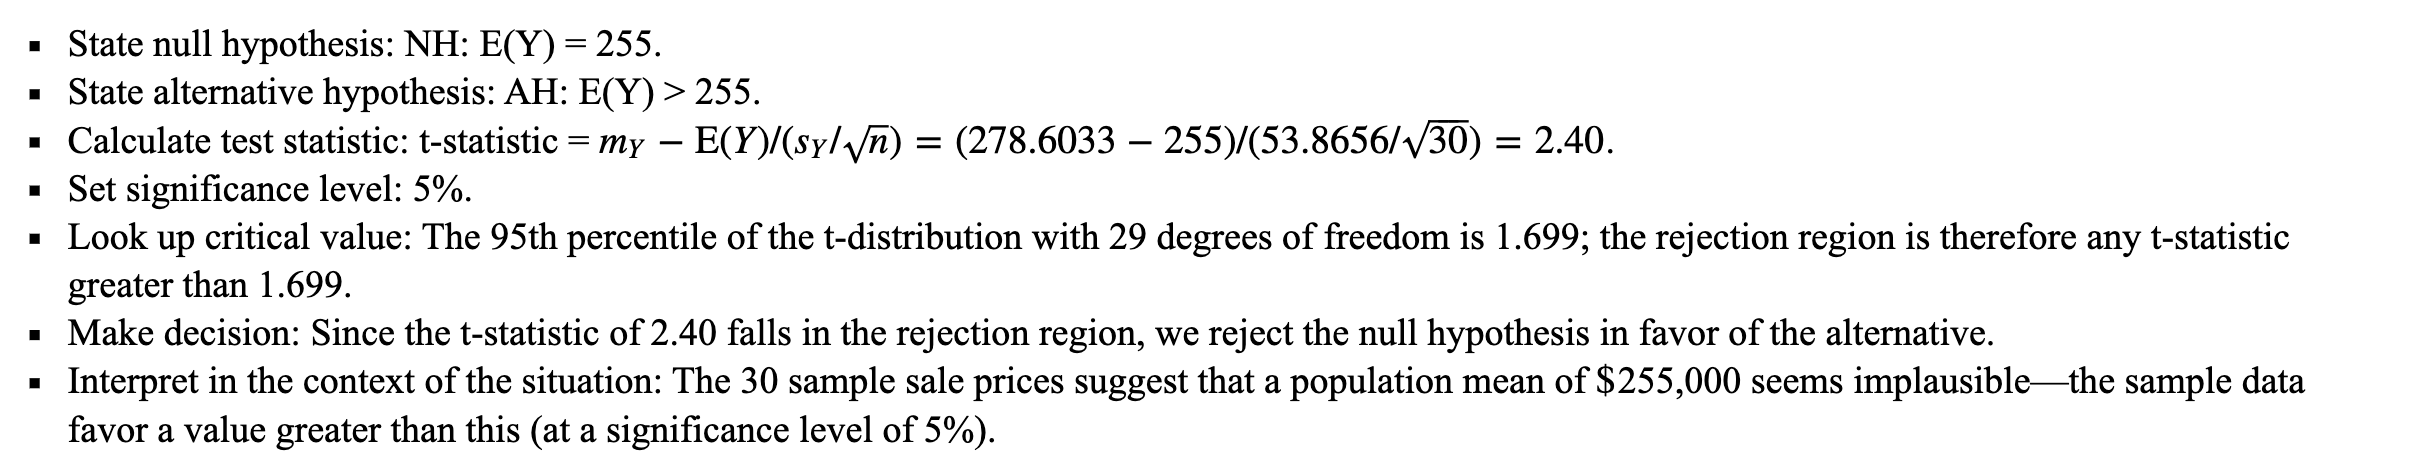 ▪ State null hypothesis: NH: E(Y) = 255.
▪ State alternative hypothesis: AH: E(Y) > 255.
▪ Calculate test statistic: t-statistic = m_Y − E(Y)/(s_Y/√n) = (278.6033 − 255)/(53.8656/√30) = 2.40.
▪ Set significance level: 5%.
▪ Look up critical value: The 95th percentile of the t-distribution with 29 degrees of freedom is 1.699; the rejection region is therefore any t-statistic
greater than 1.699.
▪ Make decision: Since the t-statistic of 2.40 falls in the rejection region, we reject the null hypothesis in favor of the alternative.
▪ Interpret in the context of the situation: The 30 sample sale prices suggest that a population mean of $255,000 seems implausible—the sample data
favor a value greater than this (at a significance level of 5%).